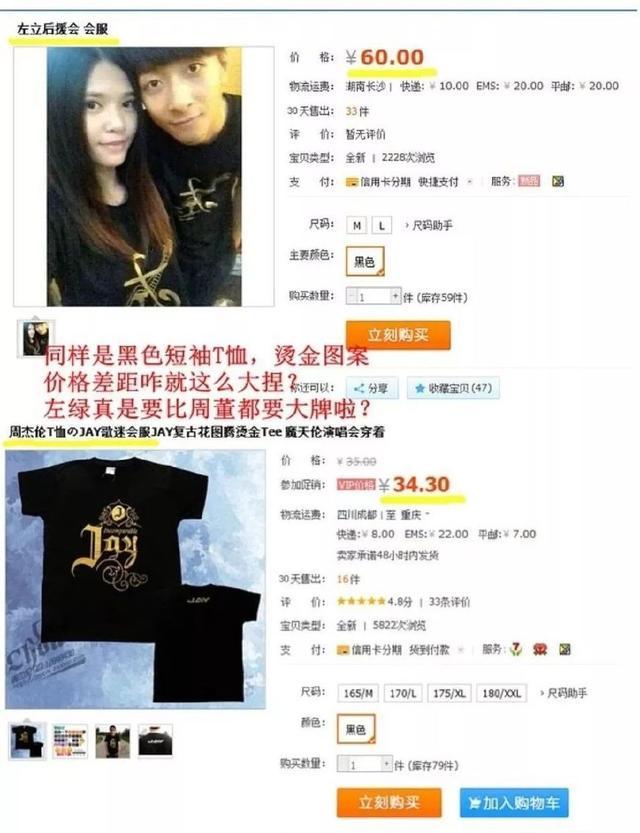 左立后援会 会服
价 格: ¥60.00
物流运费: 湖南长沙| 快递: ¥ 10.00 EMS: ¥ 20.00 平邮: ¥ 20.00
30天售出: 33件
评 价: 暂无评价
宝贝类型: 全新 | 2228次浏览
支 付: 信用卡分期 快捷支付 服务:
尺码: M L › 尺码助手
主要颜色: 黑色
购买数量: - 1 + 件 (库存59件)
立刻购买
同样是黑色短袖T恤，烫金图案
价格差距咋就这么大捏？
你还可以: 分享 收藏宝贝 (47)
左绿真是要比周董都要大牌啦？
周杰伦T恤のJAY歌迷会服JAY复古花图腾烫金Tee 魔天伦演唱会穿着
价 格: ¥ 35.00
参加促销: VIP价格 ¥34.30
物流运费: 四川成都 | 至 重庆
快递: ¥ 8.00 EMS: ¥ 22.00 平邮: ¥ 7.00
卖家承诺48小时内发货
30天售出: 16件
评 价: 4.8分 | 33条评价
宝贝类型: 全新 | 5822次浏览
支 付: 信用卡分期 货到付款 服务:
J
Incomparable
Jay
JAY
尺码: 165/M 170/L 175/XL 180/XXL › 尺码助手
颜色: 黑色
购买数量: 1 件 (库存79件)
立刻购买 加入购物车